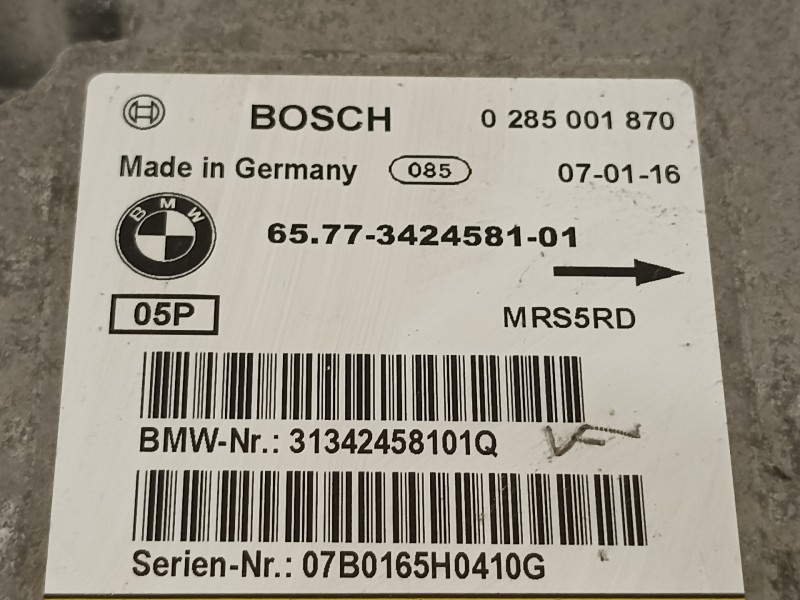 BOSCH 0 285 001 870
Made in Germany 085 07-01-16
BMW 65.77-3424581-01
05P MRS5RD
BMW-Nr.: 31342458101Q
Serien-Nr.: 07B0165H0410G